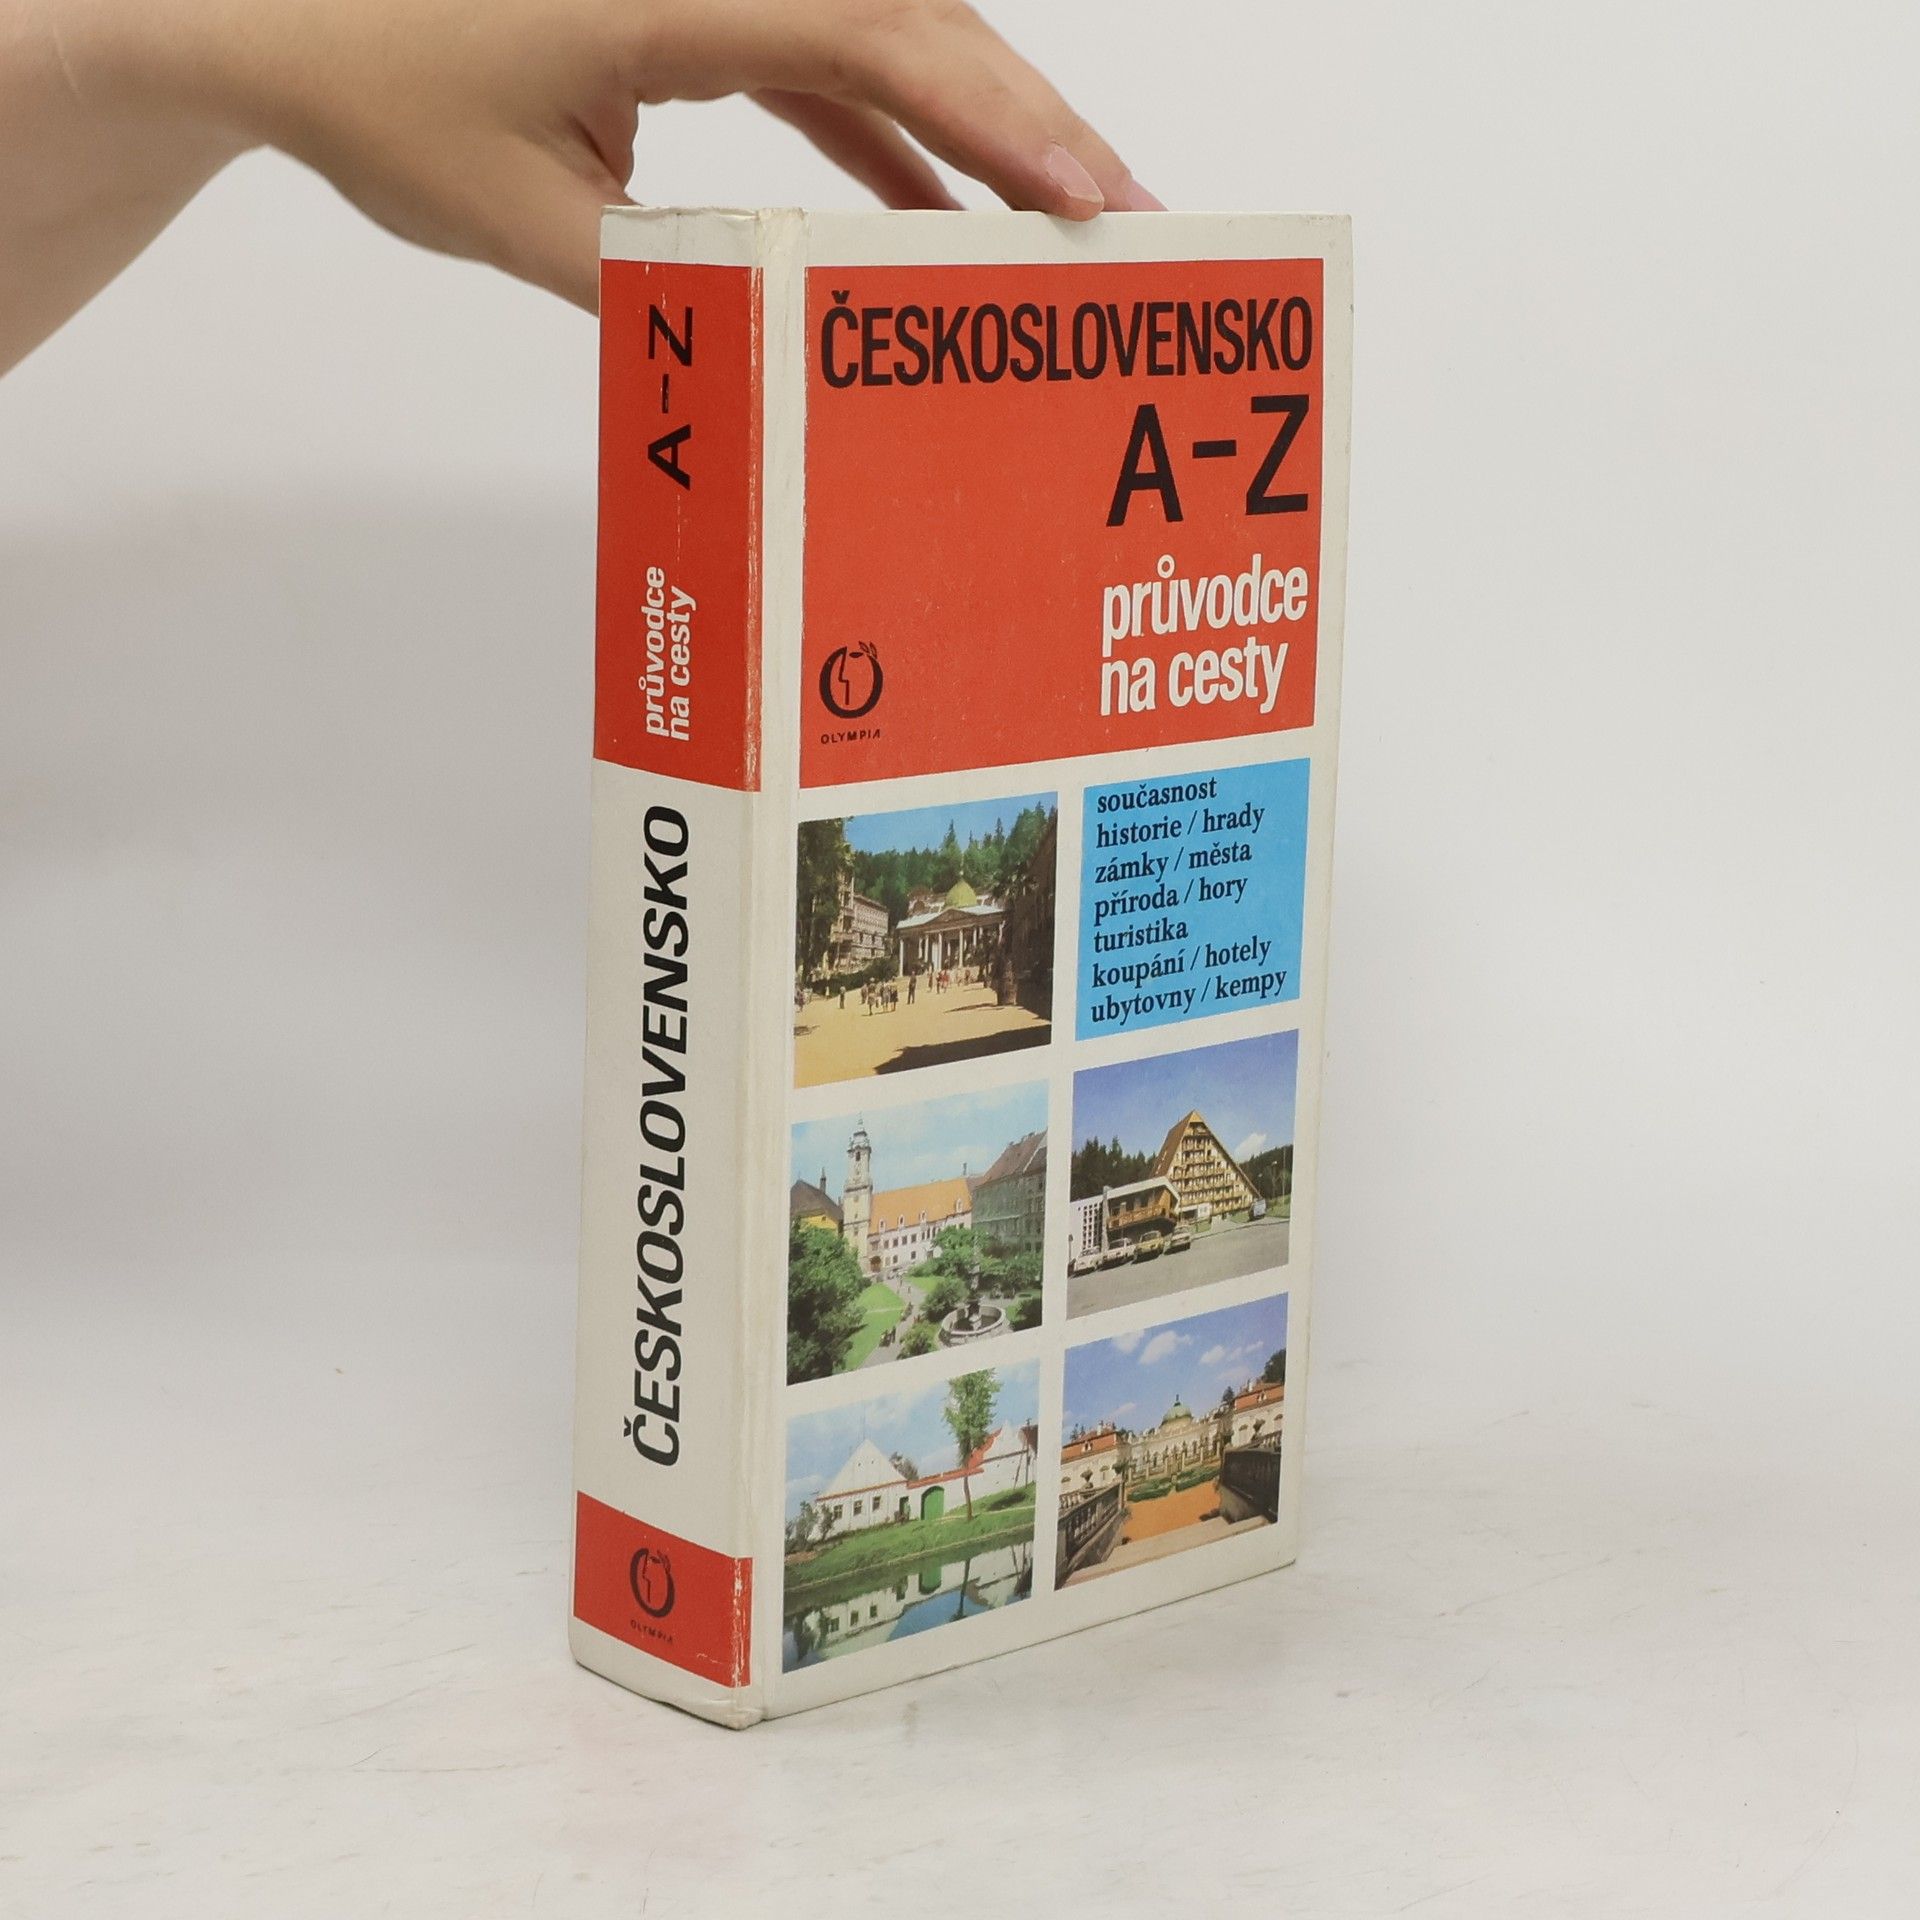 ČESKOSLOVENSKO
A-Z
průvodce
na cesty
OLYMPIA
současnost
historie / hrady
zámky / města
příroda / hory
turistika
koupání / hotely
ubytovny / kempy
ČESKOSLOVENSKO
průvodce
na cesty
A-Z
OLYMPIA